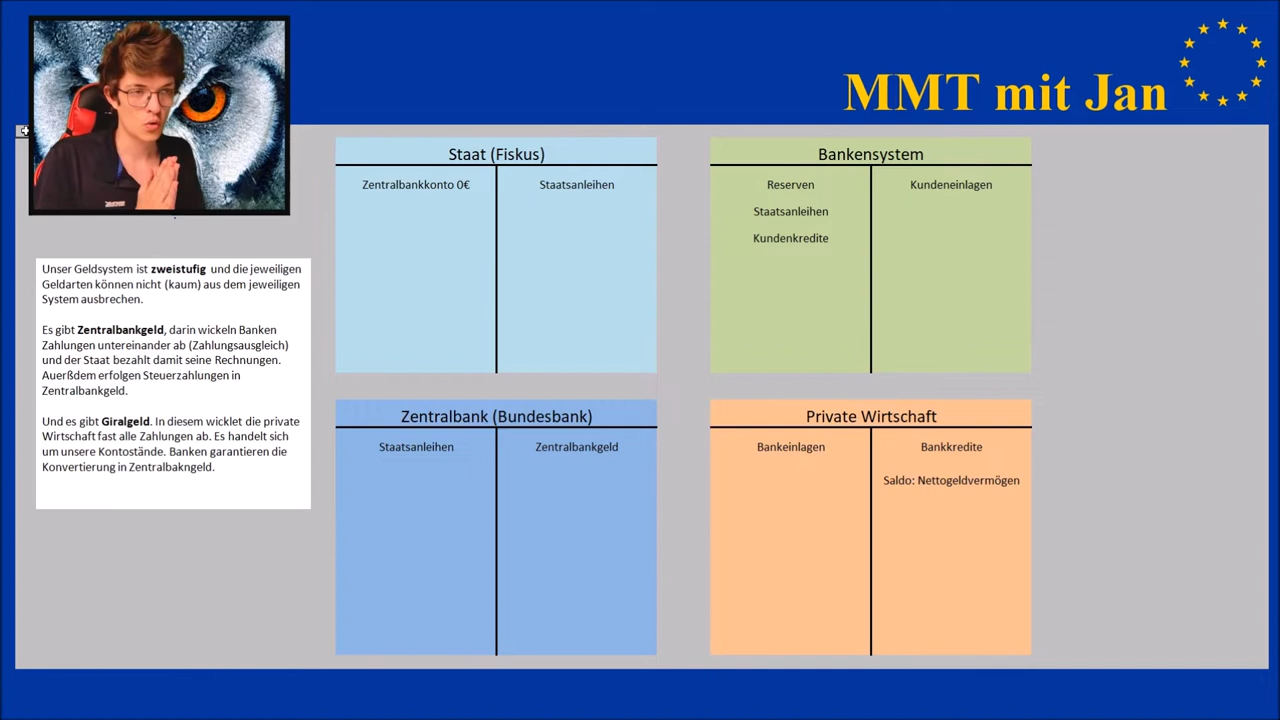 MMT mit Jan
Unser Geldsystem ist zweistufig und die jeweiligen
Geldarten können nicht (kaum) aus dem jeweiligen
System ausbrechen.
Es gibt Zentralbankgeld, darin wickeln Banken
Zahlungen untereinander ab (Zahlungsausgleich)
und der Staat bezahlt damit seine Rechnungen.
Auerßdem erfolgen Steuerzahlungen in
Zentralbankgeld.
Und es gibt Giralgeld. In diesem wicklet die private
Wirtschaft fast alle Zahlungen ab. Es handelt sich
um unsere Kontostände. Banken garantieren die
Konvertierung in Zentralbakngeld.
Staat (Fiskus)
Zentralbankkonto 0€
Staatsanleihen
Bankensystem
Reserven
Staatsanleihen
Kundenkredite
Kundeneinlagen
Zentralbank (Bundesbank)
Staatsanleihen
Zentralbankgeld
Private Wirtschaft
Bankeinlagen
Bankkredite
Saldo: Nettogeldvermögen